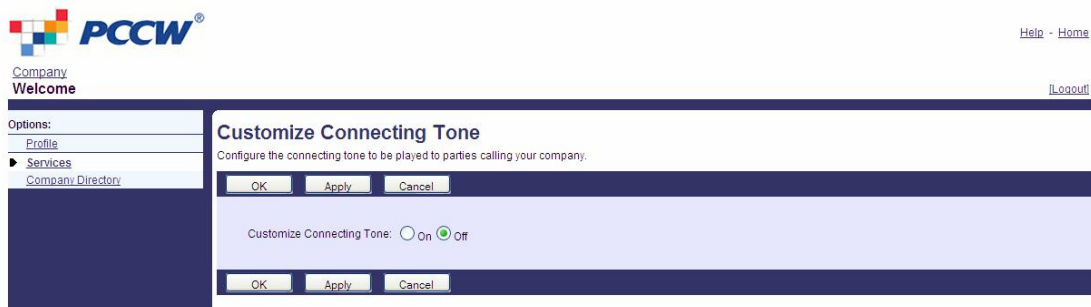 PCCW®
Help - Home
Company
Welcome
[Logout]
Options:
Profile
Services
Company Directory
Customize Connecting Tone
Configure the connecting tone to be played to parties calling your company.
OK Apply Cancel
Customize Connecting Tone: On Off
OK Apply Cancel